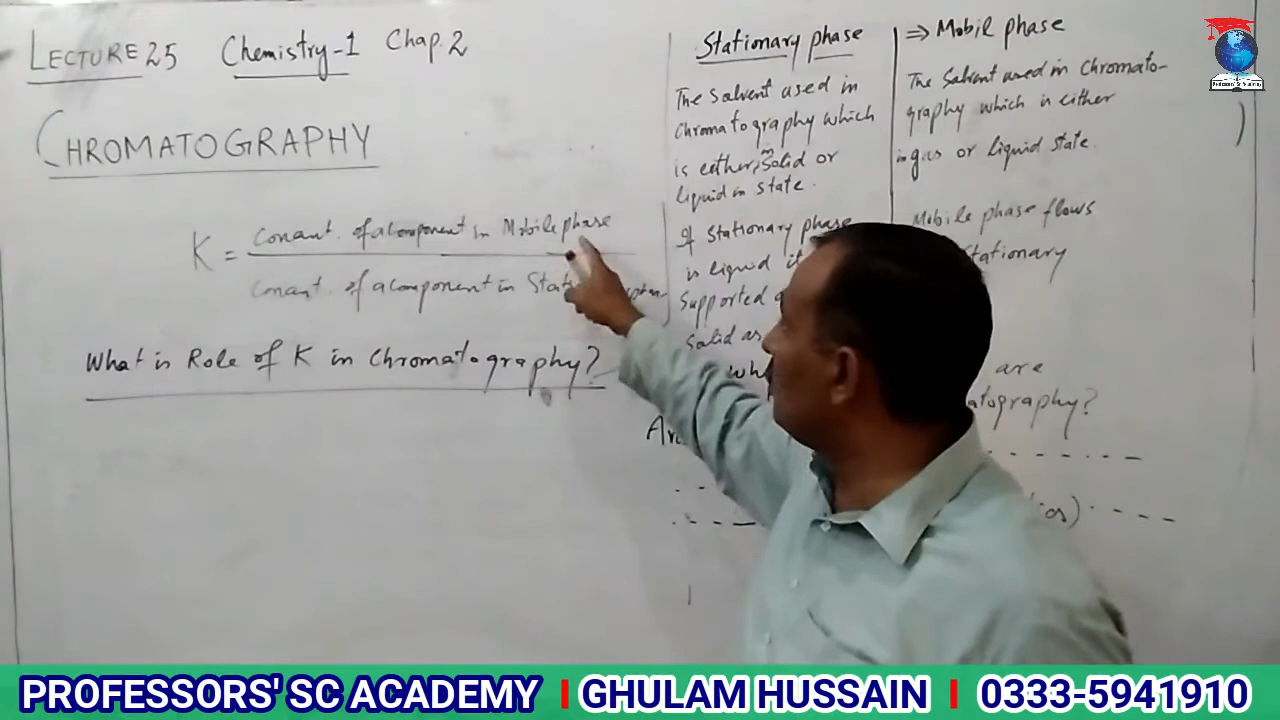 LECTURE 25 Chemistry-1 Chap. 2
CHROMATOGRAPHY
K =
Concnt. of a component in Mobile phase
Concnt. of a component in
What is Role of K in Chromatography?
Stationary phase
The Solvent used in
Chromatography which
is either in Solid or
liquid in state.
If Stationary phase
is liquid
Supported
Solid as
⇒ Mobil phase
The Solvent used in Chromato-
graphy which is either
in gas or liquid state.
Mobile phase flows
Stationary
are
atography?
PROFESSORS' SC ACADEMY | GHULAM HUSSAIN | 0333-5941910